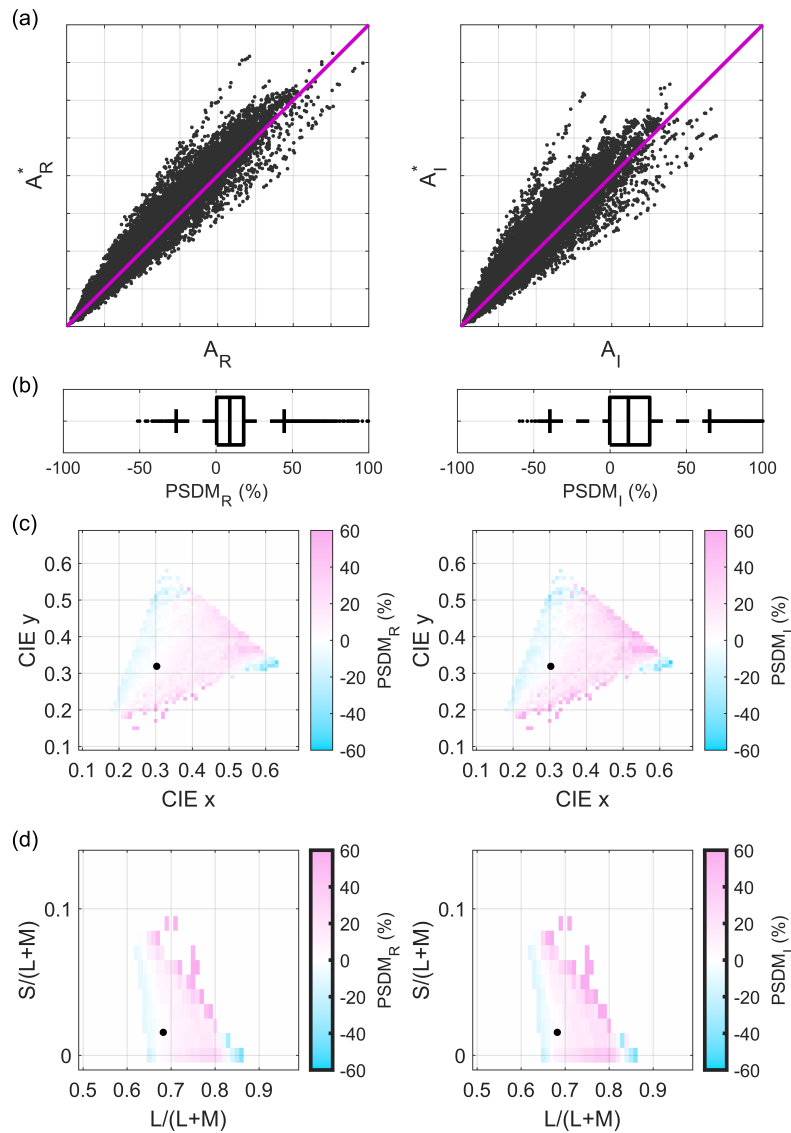 (a)
A*R
AR
A*I
AI
(b)
-100 -50 0 50 100
PSDMR (%)
-100 -50 0 50 100
PSDMI (%)
(c)
CIE y
0.6
0.5
0.4
0.3
0.2
0.1
0.1 0.2 0.3 0.4 0.5 0.6
CIE x
60
40
20
0
-20
-40
-60
PSDMR (%)
CIE y
0.6
0.5
0.4
0.3
0.2
0.1
0.1 0.2 0.3 0.4 0.5 0.6
CIE x
60
40
20
0
-20
-40
-60
PSDMI (%)
(d)
S/(L+M)
0.1
0
0.5 0.6 0.7 0.8 0.9
L/(L+M)
60
40
20
0
-20
-40
-60
PSDMR (%)
S/(L+M)
0.1
0
0.5 0.6 0.7 0.8 0.9
L/(L+M)
60
40
20
0
-20
-40
-60
PSDMI (%)